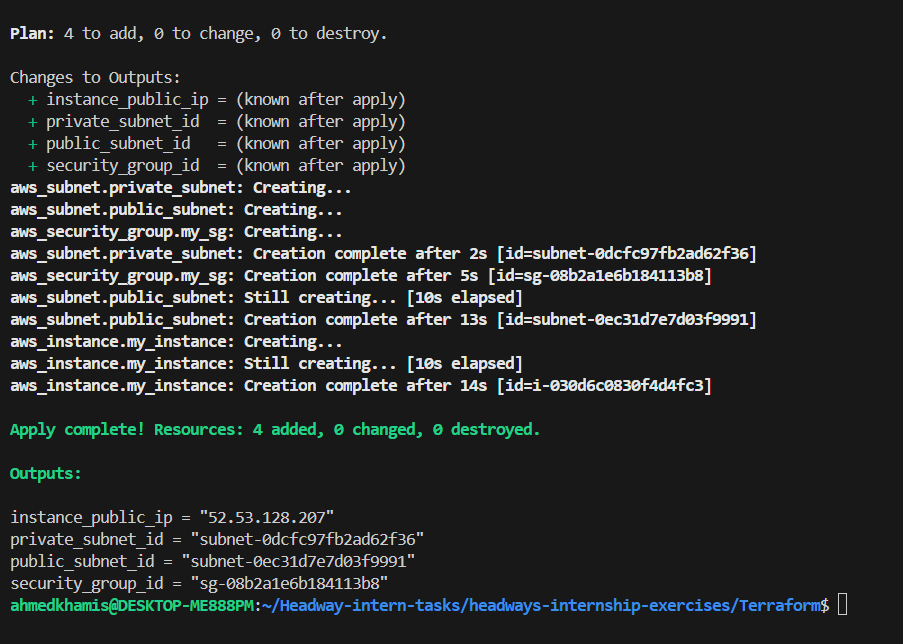 Plan: 4 to add, 0 to change, 0 to destroy.
Changes to Outputs:
+ instance_public_ip = (known after apply)
+ private_subnet_id  = (known after apply)
+ public_subnet_id   = (known after apply)
+ security_group_id  = (known after apply)
aws_subnet.private_subnet: Creating...
aws_subnet.public_subnet: Creating...
aws_security_group.my_sg: Creating...
aws_subnet.private_subnet: Creation complete after 2s [id=subnet-0dcfc97fb2ad62f36]
aws_security_group.my_sg: Creation complete after 5s [id=sg-08b2a1e6b184113b8]
aws_subnet.public_subnet: Still creating... [10s elapsed]
aws_subnet.public_subnet: Creation complete after 13s [id=subnet-0ec31d7e7d03f9991]
aws_instance.my_instance: Creating...
aws_instance.my_instance: Still creating... [10s elapsed]
aws_instance.my_instance: Creation complete after 14s [id=i-030d6c0830f4d4fc3]
Apply complete! Resources: 4 added, 0 changed, 0 destroyed.
Outputs:
instance_public_ip = "52.53.128.207"
private_subnet_id = "subnet-0dcfc97fb2ad62f36"
public_subnet_id = "subnet-0ec31d7e7d03f9991"
security_group_id = "sg-08b2a1e6b184113b8"
ahmedkhamis@DESKTOP-ME888PM:~/Headway-intern-tasks/headways-internship-exercises/Terraform$